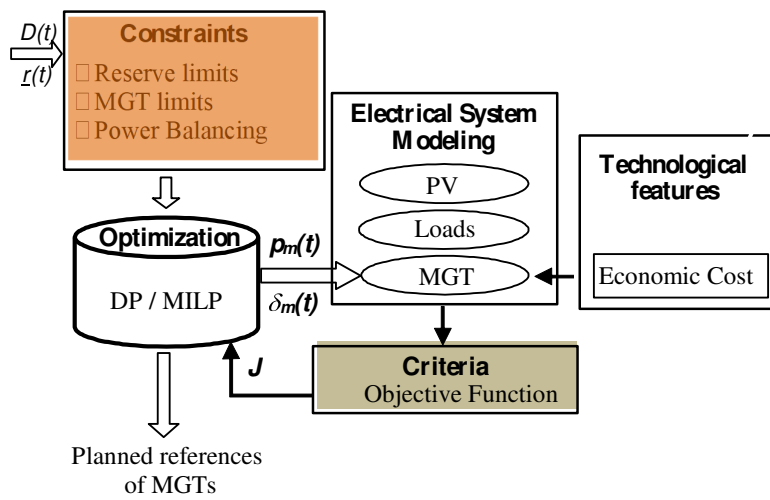 D(t)
r(t)
Constraints
□ Reserve limits
□ MGT limits
□ Power Balancing
Electrical System
Modeling
PV
Loads
MGT
Technological
features
Economic Cost
Optimization
DP / MILP
pm(t)
δm(t)
J
Criteria
Objective Function
Planned references
of MGTs